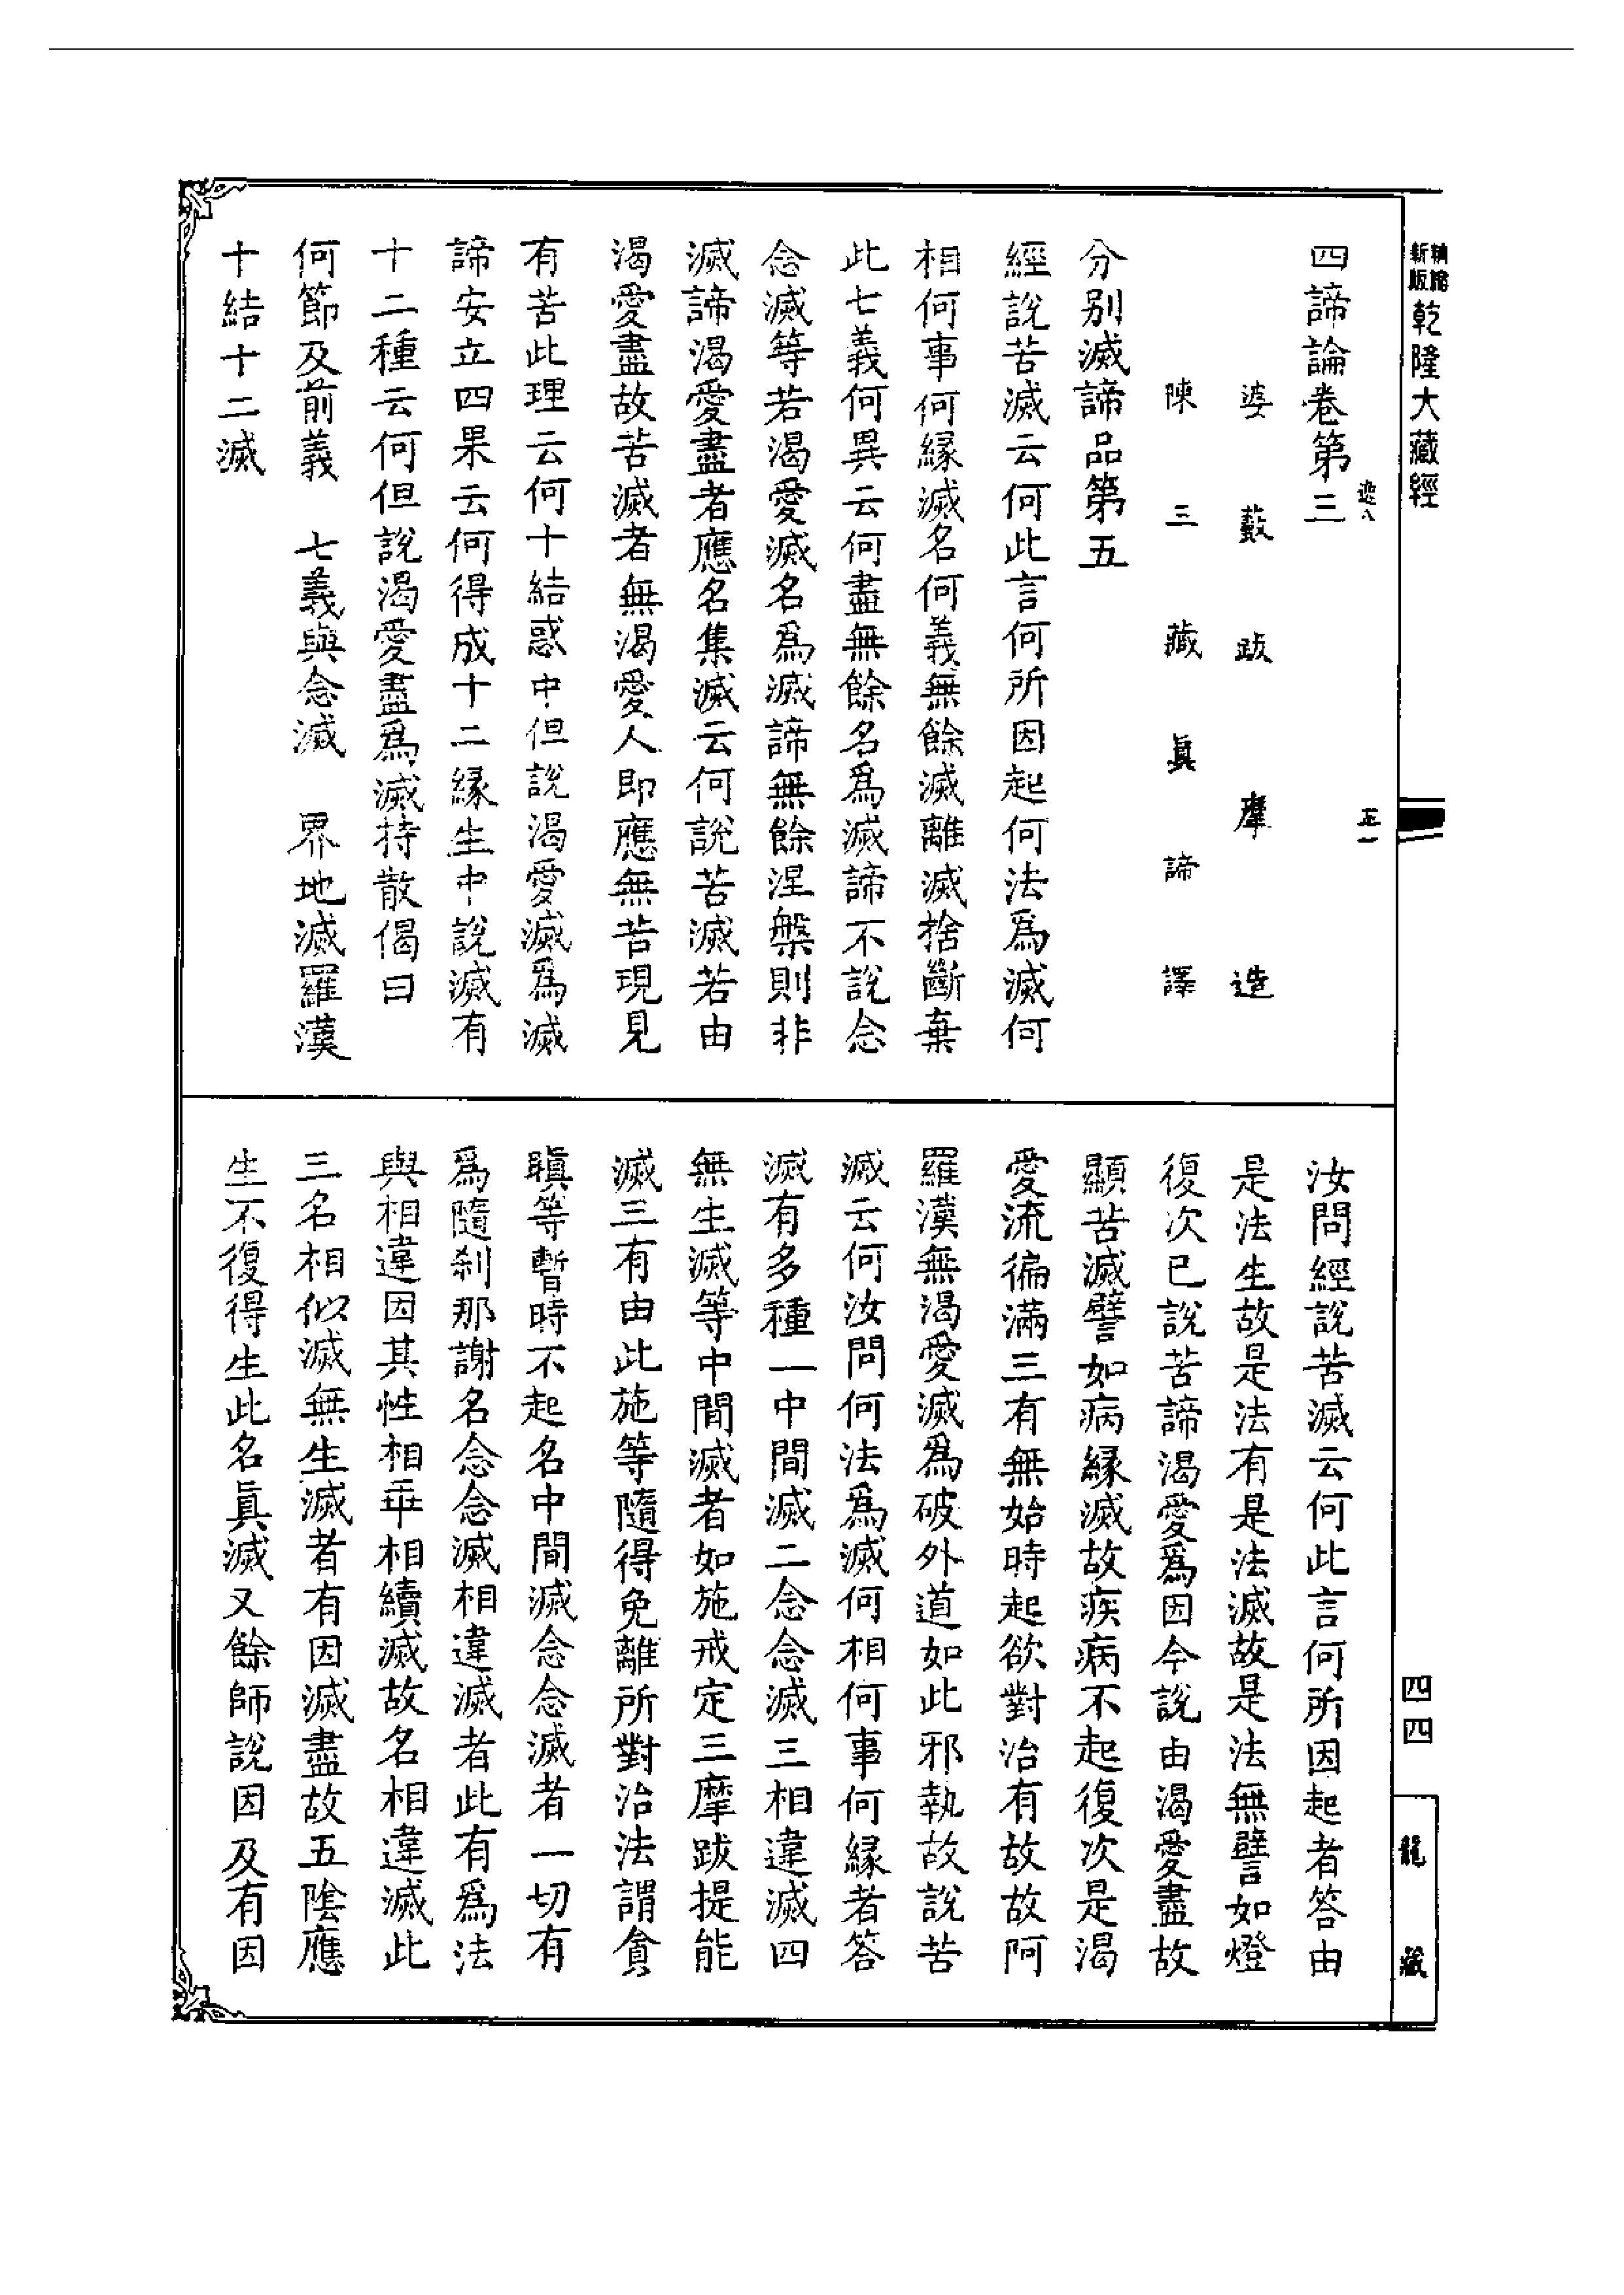 精縮新版乾隆大藏經
四諦論卷第三
婆藪跋摩造
陳三藏眞諦譯
分別滅諦品第五
經說苦滅云何此言何所因起何法爲滅何
相何事何縁滅名何義無餘滅離滅捨斷棄
此七義何異云何盡無餘名爲滅諦不說念
念滅等若渴愛滅名爲滅諦無餘涅槃則非
滅諦渴愛盡者應名集滅云何說苦滅若由
渴愛盡故苦滅者無渴愛人即應無苦現見
有苦此理云何十結惑中但說渴愛滅爲滅
諦安立四果云何得成十二縁生中說滅有
十二種云何但說渴愛盡爲滅持散偈曰
何節及前義 七義與念滅 界地滅羅漢
十結十二滅
汝問經說苦滅云何此言何所因起者答由
是法生故是法有是法滅故是法無譬如燈
復次已說苦諦渴愛爲因今說由渴愛盡故
顯苦滅譬如病縁滅故疾病不起復次是渴
愛流徧滿三有無始時起欲對治有故故阿
羅漢無渴愛滅爲破外道如此邪執故說苦
滅云何汝問何法爲滅何相何事何縁者答
滅有多種一中間滅二念念滅三相違滅四
無生滅等中間滅者如施戒定三摩跋提能
滅三有由此施等隨得免離所對治法謂貪
瞋等暫時不起名中間滅念念滅者一切有
爲隨刹那謝名念念滅相違滅者此有爲法
與相違因其性相乖相續滅故名相違滅此
三名相似滅無生滅者有因滅盡故五陰應
生不復得生此名眞滅又餘師說因及有因
四四
龍藏